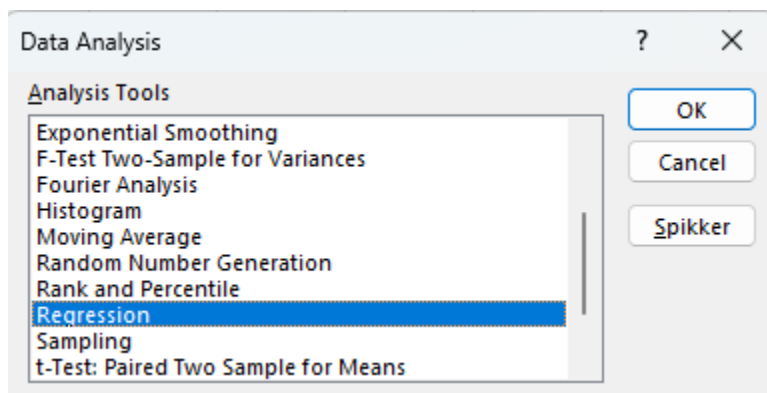 Data Analysis ? ×
Analysis Tools
Exponential Smoothing
F-Test Two-Sample for Variances
Fourier Analysis
Histogram
Moving Average
Random Number Generation
Rank and Percentile
Regression
Sampling
t-Test: Paired Two Sample for Means
OK
Cancel
Spikker